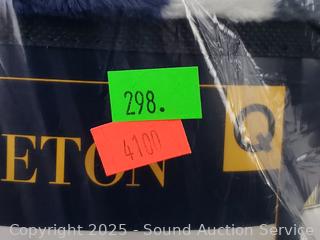 298.
4100
ETON
Q
Copyright 2025 - Sound Auction Service